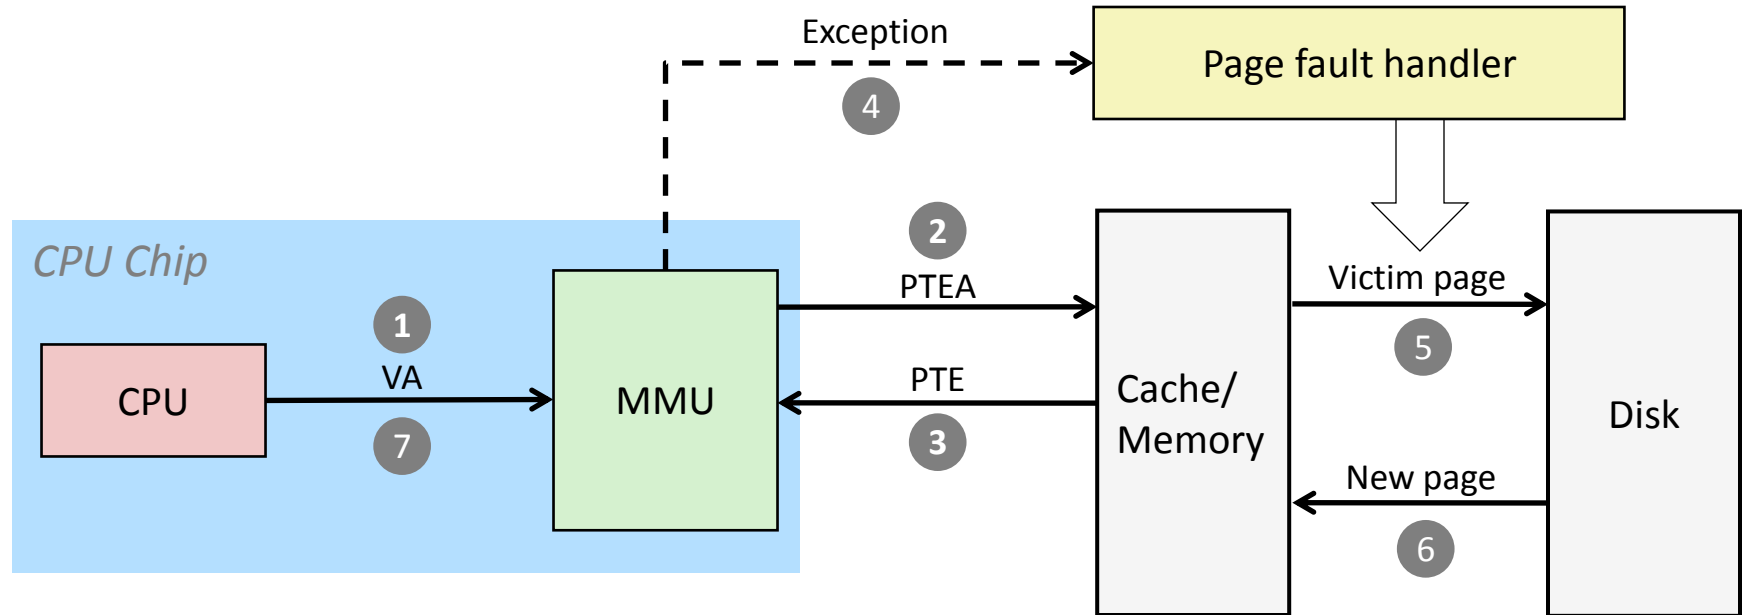 Exception
Page fault handler
4
CPU Chip
2
PTEA
Victim page
1
VA
CPU
7
MMU
PTE
3
Cache/
Memory
5
Disk
New page
6